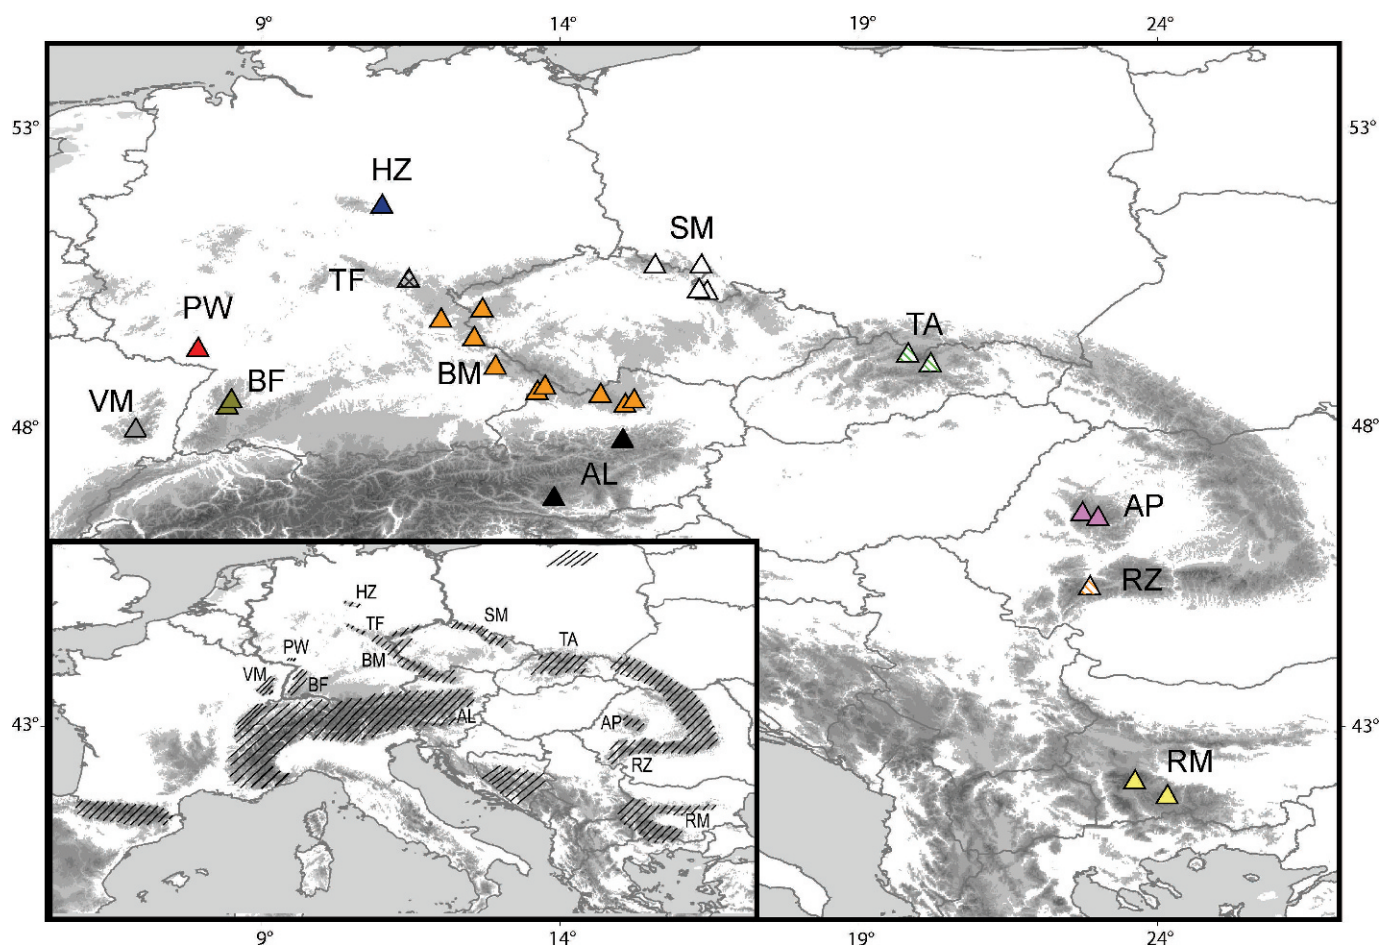 9° 14° 19° 24°
53° 53°
HZ
SM
TF
PW
TA
BF
BM
VM
48° 48°
AL
AP
RZ
HZ
SM
TF
TA
PW
BM
VM
BF
AL
AP
43° 43°
RZ
RM
RM
9° 14° 19° 24°